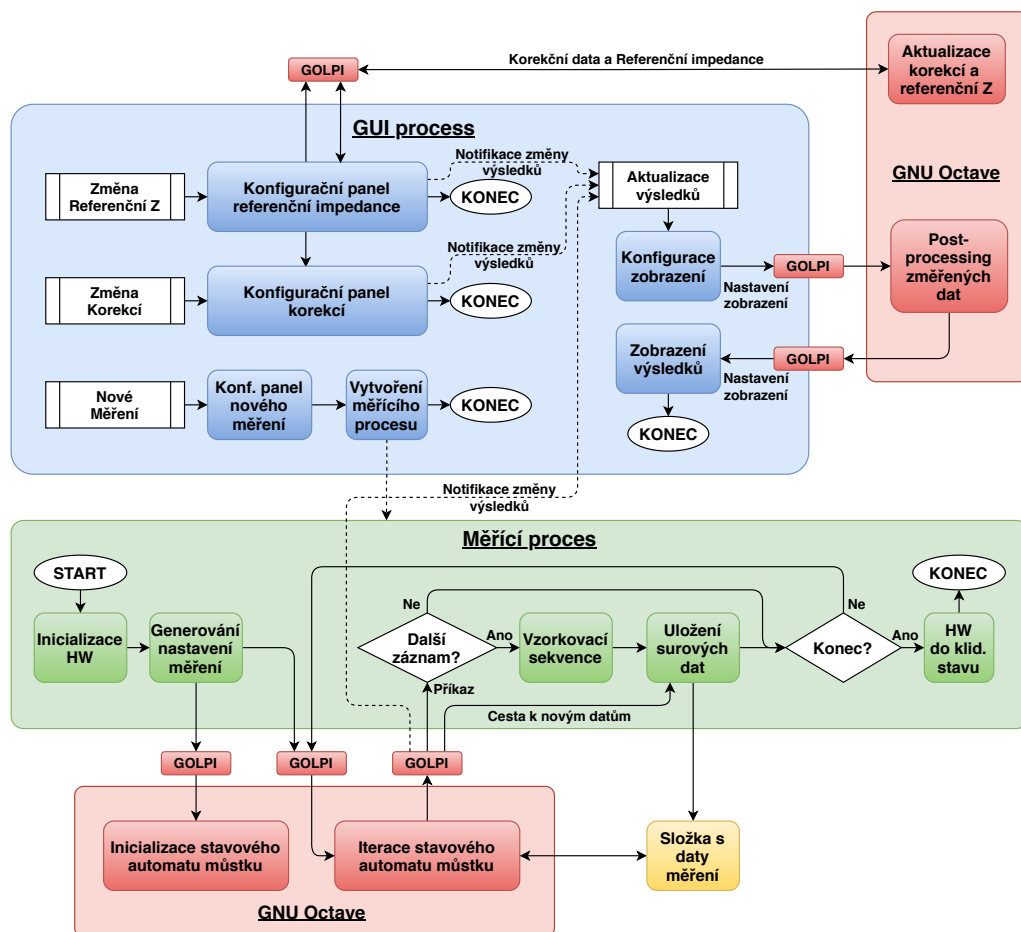 Aktualizace
korekcí a
referenční Z
Korekční data a Referenční impedance
GOLPI
GUI process
Notifikace změny
výsledků
Změna
Referenční Z
Konfigurační panel
referenční impedance
KONEC
Aktualizace
výsledků
GNU Octave
Notifikace změny
výsledků
Konfigurace
zobrazení
GOLPI
Nastavení
zobrazení
Post-
processing
změřených
dat
Změna
Korekcí
Konfigurační panel
korekcí
KONEC
Zobrazení
výsledků
GOLPI
Nastavení
zobrazení
Nové
Měření
Konf. panel
nového
měření
Vytvoření
měřícího
procesu
KONEC
KONEC
Notifikace změny
výsledků
Měřící proces
START
KONEC
Ne
Ne
Inicializace
HW
Generování
nastavení
měření
Další
záznam?
Ano
Vzorkovací
sekvence
Uložení
surových
dat
Konec?
Ano
HW
do klid.
stavu
Příkaz
Cesta k novým datům
GOLPI
GOLPI
GOLPI
Inicializace stavového
automatu můstku
Iterace stavového
automatu můstku
Složka s
daty
měření
GNU Octave